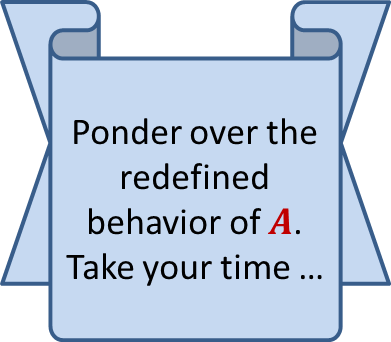 Ponder over the
redefined
behavior of A.
Take your time …